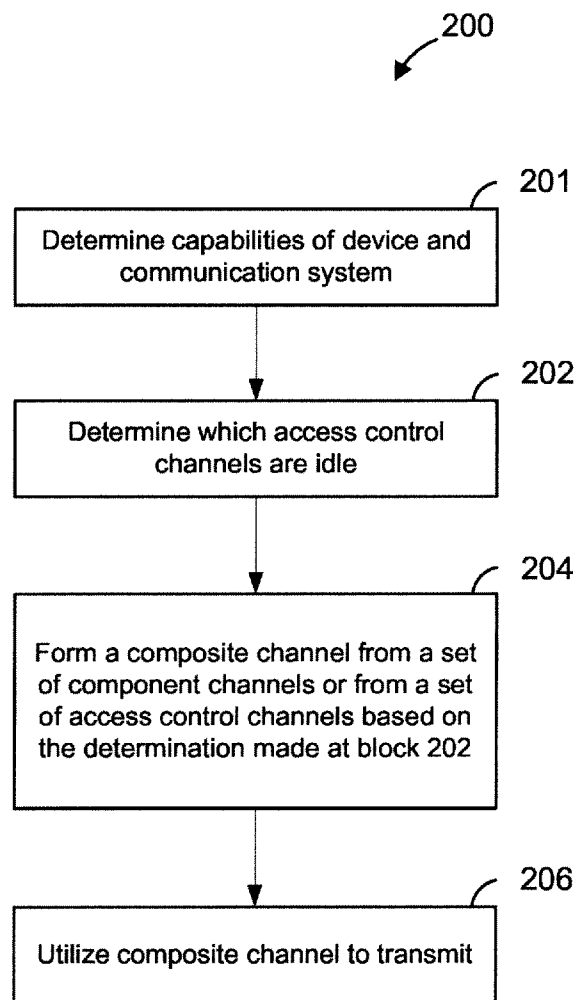 200
201
Determine capabilities of device and
communication system
202
Determine which access control
channels are idle
204
Form a composite channel from a set
of component channels or from a set
of access control channels based on
the determination made at block 202
206
Utilize composite channel to transmit